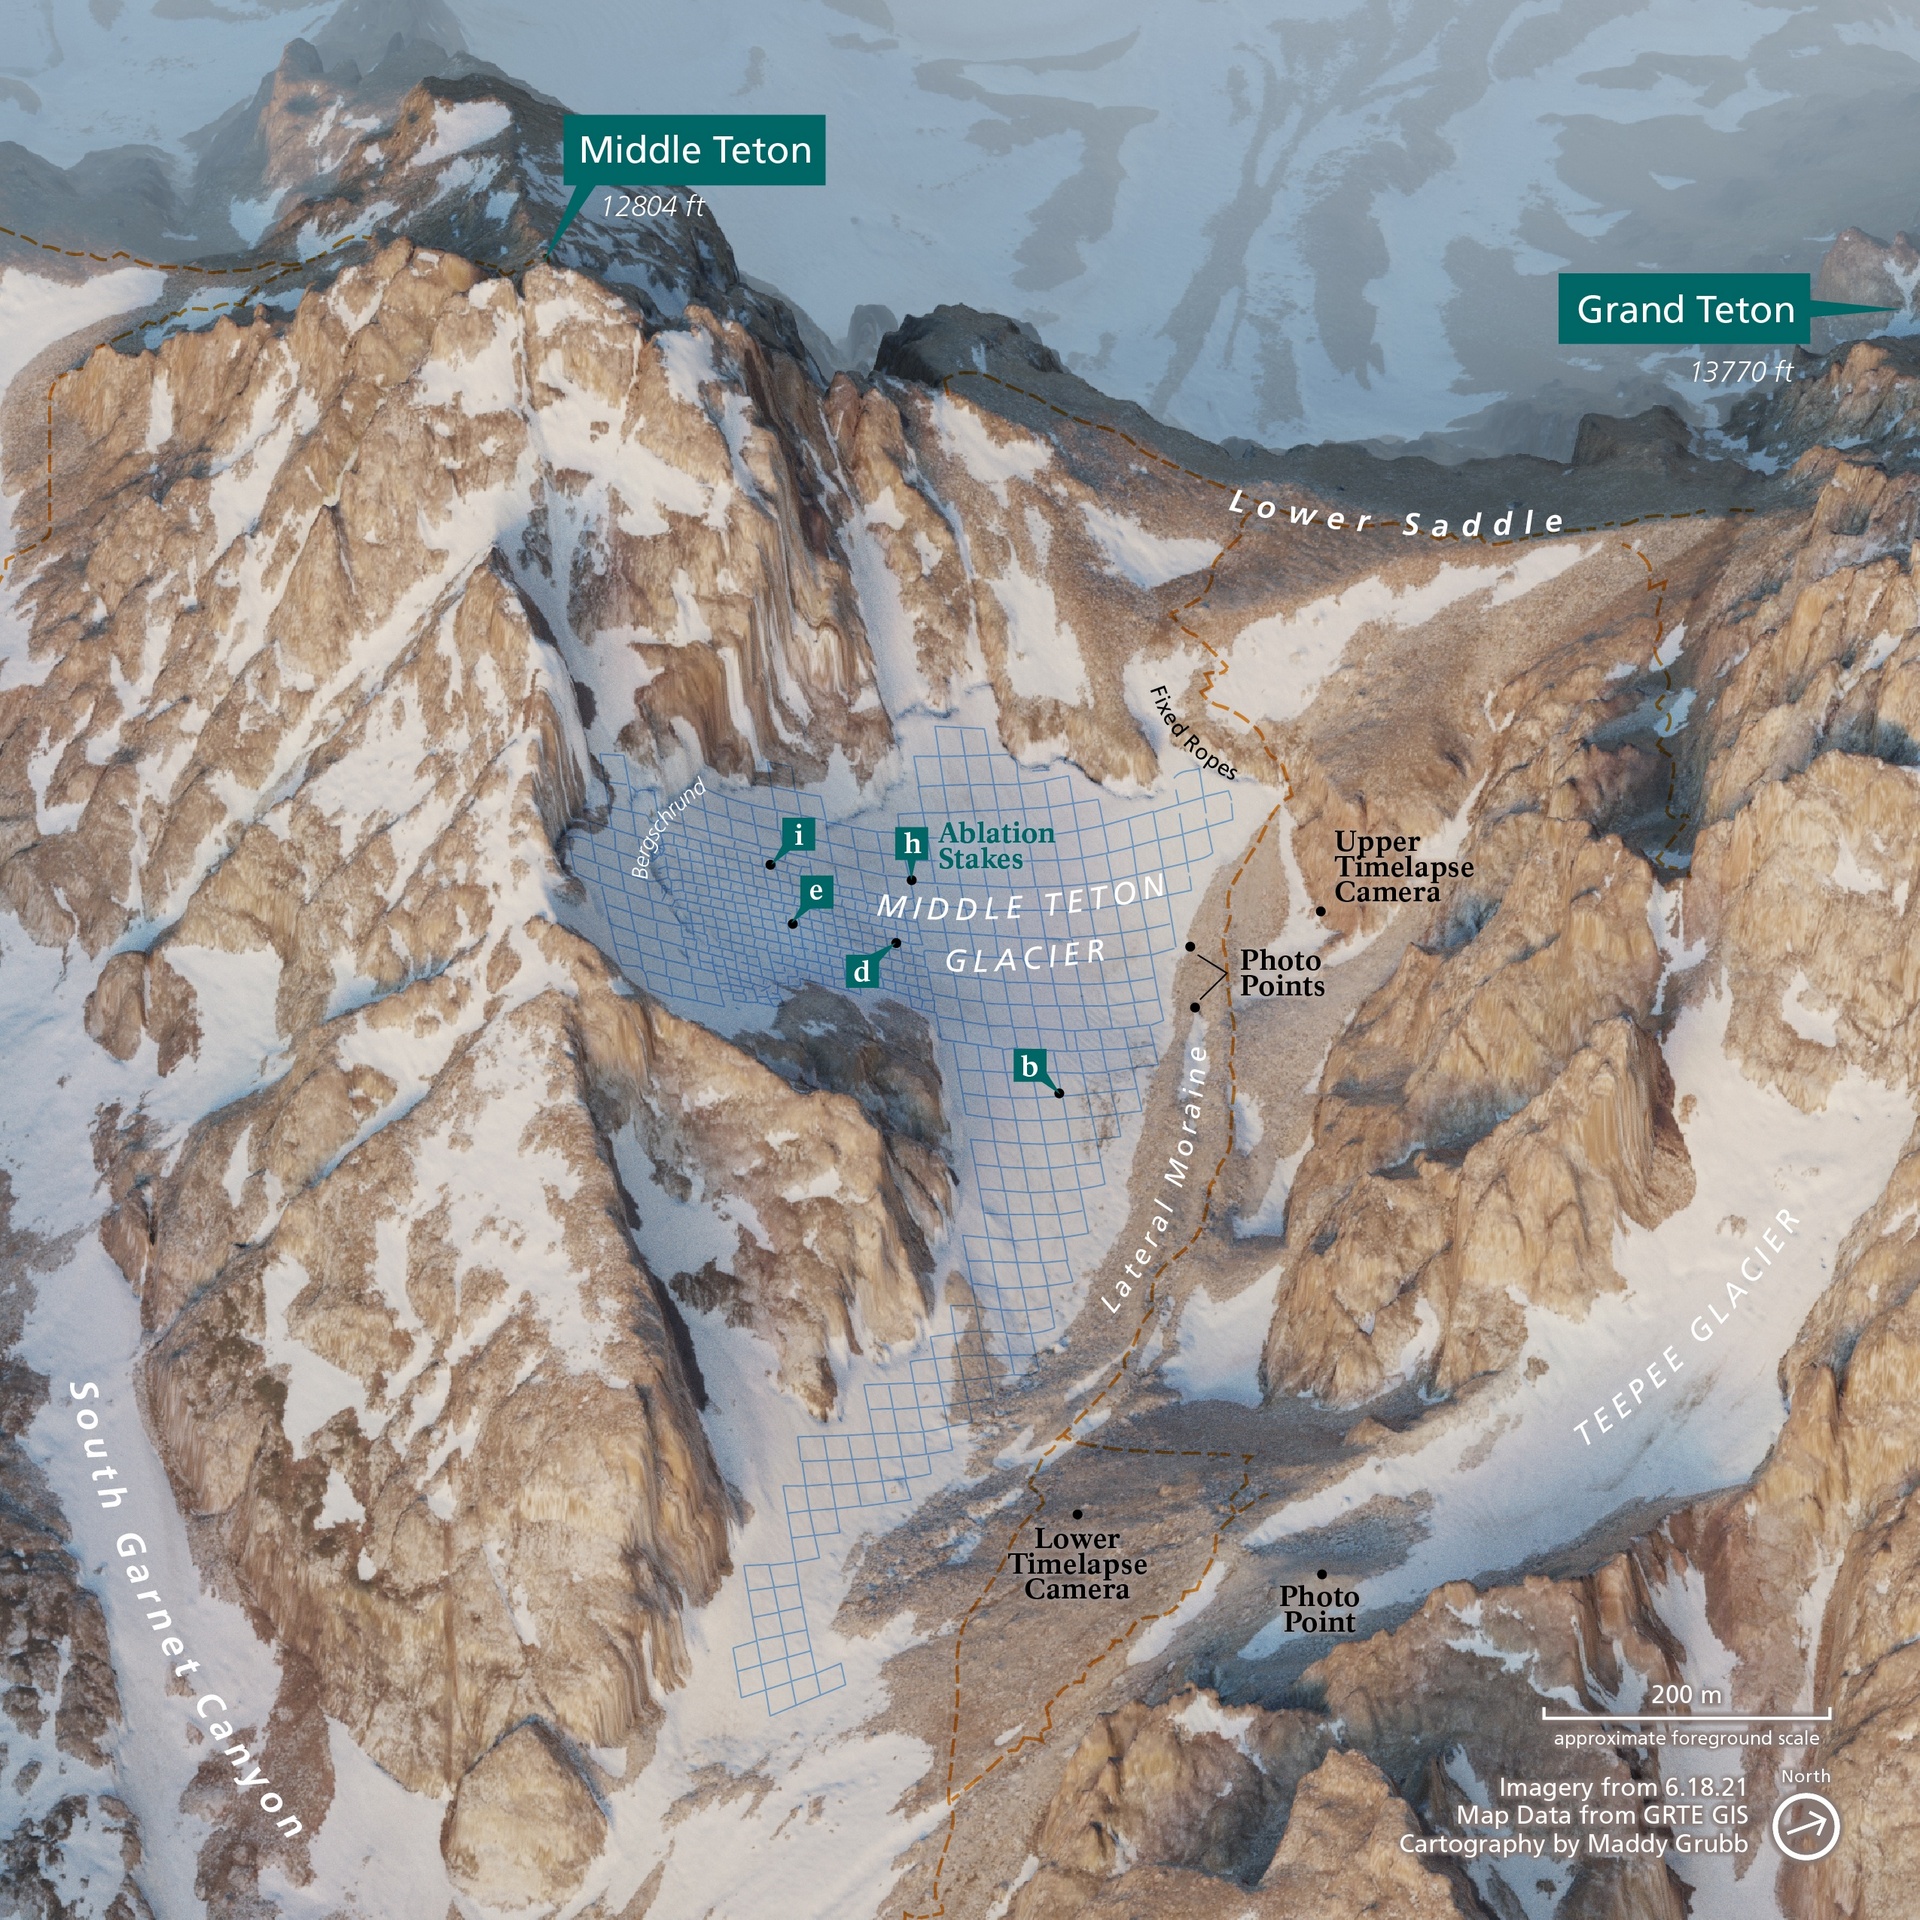 Middle Teton
12804 ft
Grand Teton
13770 ft
Lower Saddle
Fixed Ropes
Bergschrund
i
h
Ablation
Stakes
e
MIDDLE TETON
GLACIER
d
Upper
Timelapse
Camera
Photo
Points
b
Lateral Moraine
TEEPEE GLACIER
South Garnet Canyon
Lower
Timelapse
Camera
Photo
Point
200 m
approximate foreground scale
North
Imagery from 6.18.21
Map Data from GRTE GIS
Cartography by Maddy Grubb